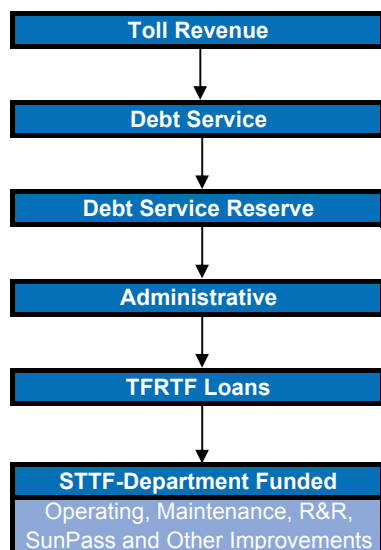 Toll Revenue
Debt Service
Debt Service Reserve
Administrative
TFRTF Loans
STTF-Department Funded
Operating, Maintenance, R&R,
SunPass and Other Improvements